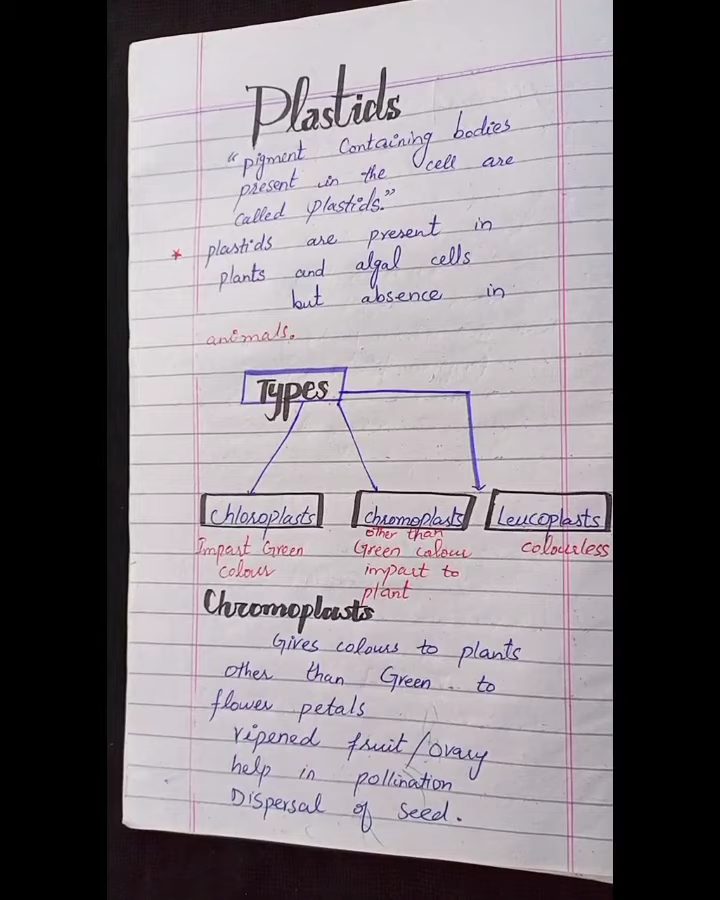 Plastids
"pigment Containing bodies
present in the cell are
called plastids."
* plastids are present in
plants and algal cells
but absence in
animals.
Types
Chloroplasts
chromoplasts
Leucoplasts
Impart Green
colour
other than
Green colour
impart to
plant
colourless
Chromoplasts
Gives colours to plants
other than Green to
flower petals
ripened fruit/ovary
help in pollination
Dispersal of seed.